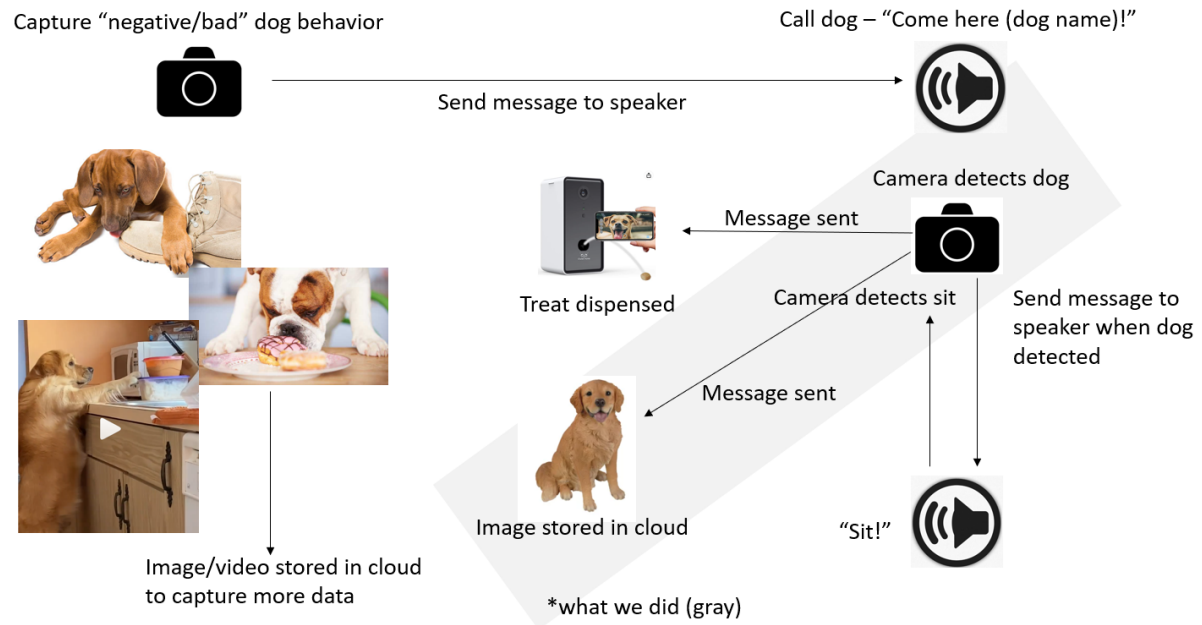 Capture “negative/bad” dog behavior
Call dog – “Come here (dog name)!”
Send message to speaker
Camera detects dog
Message sent
Treat dispensed
Camera detects sit
Send message to
speaker when dog
detected
Message sent
Image stored in cloud
“Sit!”
Image/video stored in cloud
to capture more data
*what we did (gray)